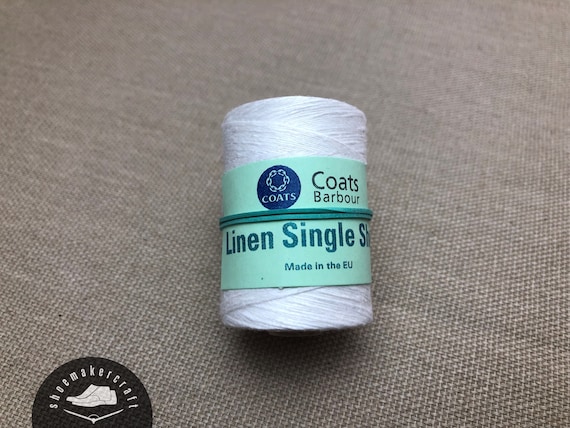 COATS
Coats
Barbour
Linen Single
Made in the EU
shoemakercraft